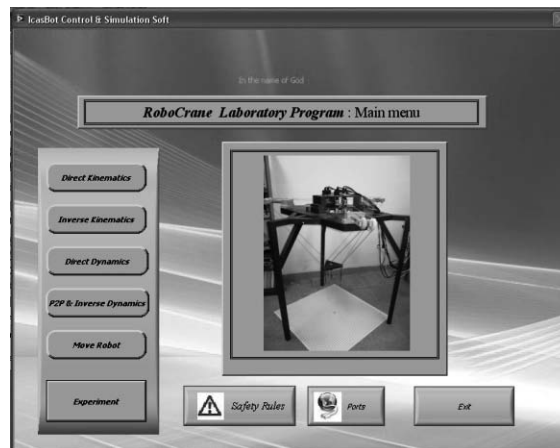 IcasBot Control & Simulation Soft
In the name of God
RoboCrane Laboratory Program : Main menu
Direct Kinematics
Inverse Kinematics
Direct Dynamics
P2P & Inverse Dynamics
Move Robot
Experiment
Safety Rules
Ports
Exit